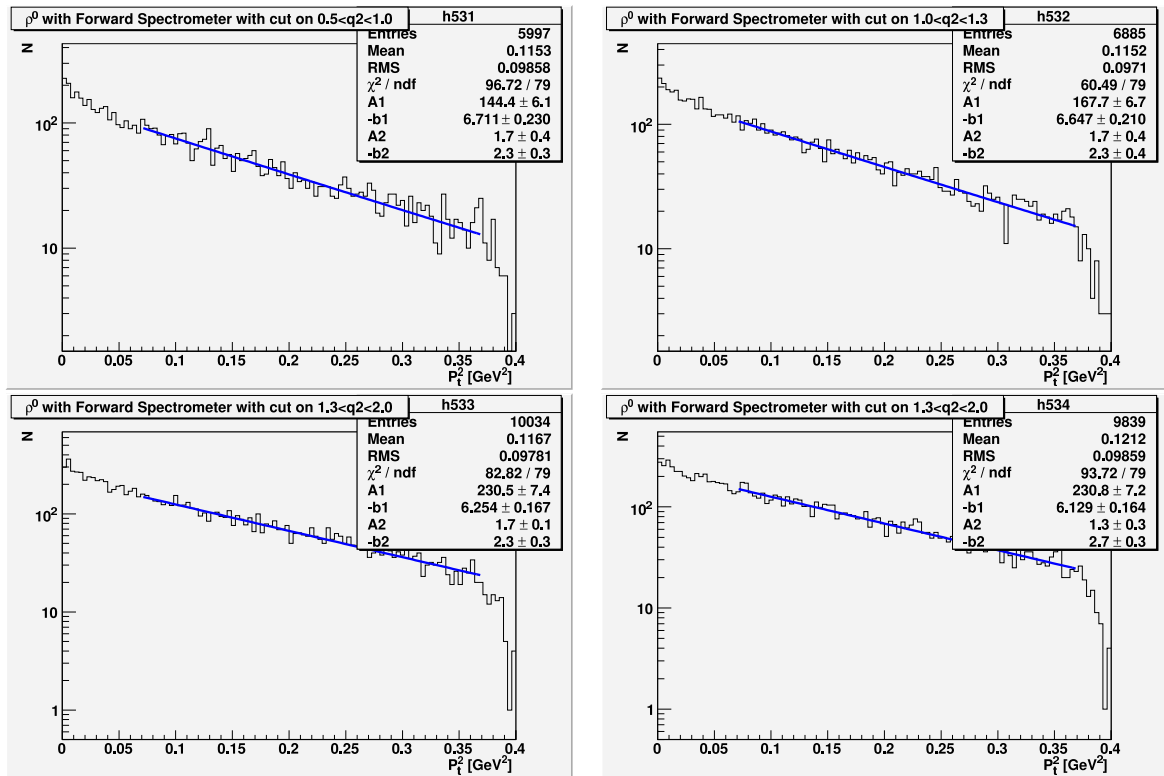 ρ⁰ with Forward Spectrometer with cut on 0.5<q2<1.0
h531
Entries 5997
Mean 0.1153
RMS 0.09858
χ² / ndf 96.72 / 79
A1 144.4 ± 6.1
-b1 6.711 ± 0.230
A2 1.7 ± 0.4
-b2 2.3 ± 0.3
N
10²
10
0 0.05 0.1 0.15 0.2 0.25 0.3 0.35 0.4
P_t² [GeV²]
ρ⁰ with Forward Spectrometer with cut on 1.0<q2<1.3
h532
Entries 6885
Mean 0.1152
RMS 0.0971
χ² / ndf 60.49 / 79
A1 167.7 ± 6.7
-b1 6.647 ± 0.210
A2 1.7 ± 0.4
-b2 2.3 ± 0.4
N
10²
10
0 0.05 0.1 0.15 0.2 0.25 0.3 0.35 0.4
P_t² [GeV²]
ρ⁰ with Forward Spectrometer with cut on 1.3<q2<2.0
h533
Entries 10034
Mean 0.1167
RMS 0.09781
χ² / ndf 82.82 / 79
A1 230.5 ± 7.4
-b1 6.254 ± 0.167
A2 1.7 ± 0.1
-b2 2.3 ± 0.3
N
10²
10
1
0 0.05 0.1 0.15 0.2 0.25 0.3 0.35 0.4
P_t² [GeV²]
ρ⁰ with Forward Spectrometer with cut on 1.3<q2<2.0
h534
Entries 9839
Mean 0.1212
RMS 0.09859
χ² / ndf 93.72 / 79
A1 230.8 ± 7.2
-b1 6.129 ± 0.164
A2 1.3 ± 0.3
-b2 2.7 ± 0.3
N
10²
10
1
0 0.05 0.1 0.15 0.2 0.25 0.3 0.35 0.4
P_t² [GeV²]